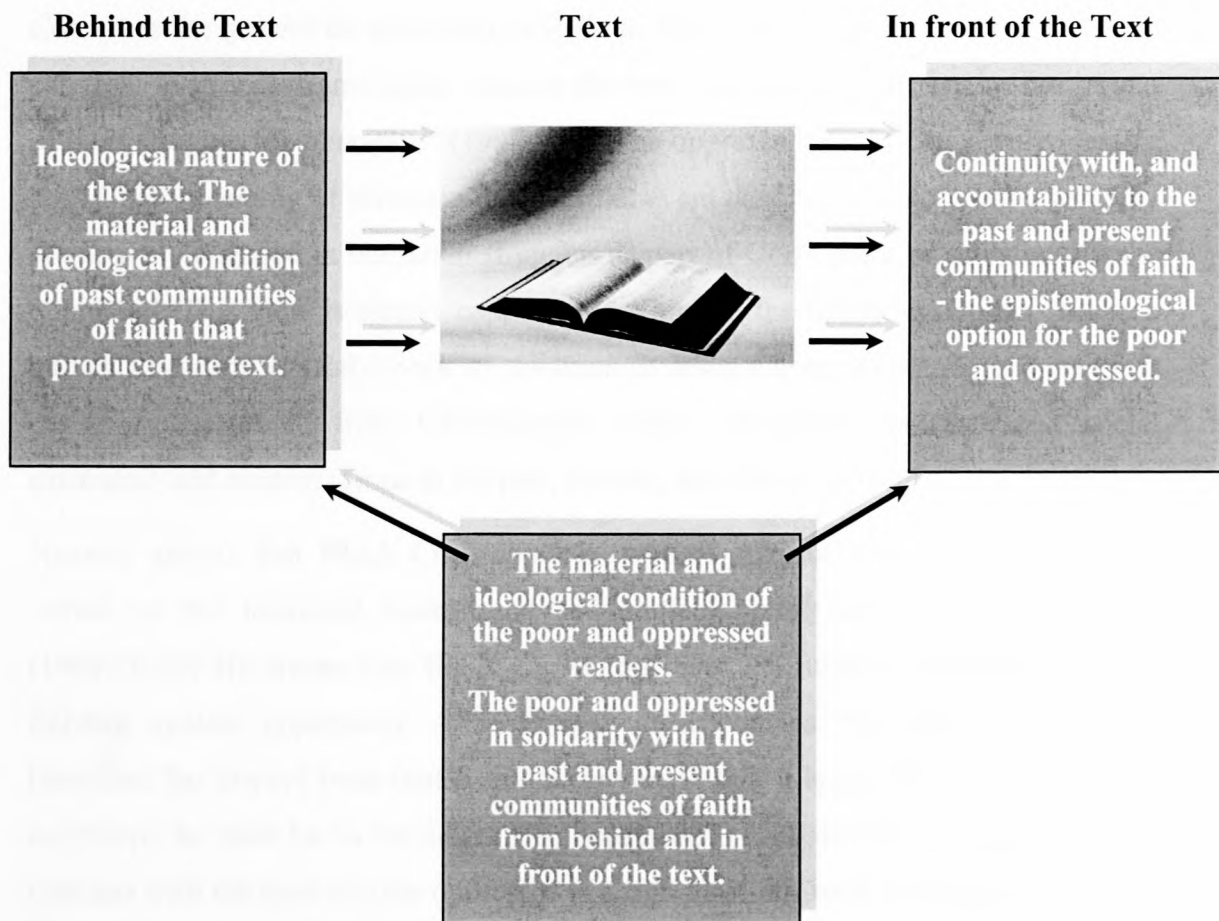 Behind the Text
Text
In front of the Text
Ideological nature of
the text. The
material and
ideological condition
of past communities
of faith that
produced the text.
Continuity with, and
accountability to the
past and present
communities of faith
- the epistemological
option for the poor
and oppressed.
The material and
ideological condition of
the poor and oppressed
readers.
The poor and oppressed
in solidarity with the
past and present
communities of faith
from behind and in
front of the text.